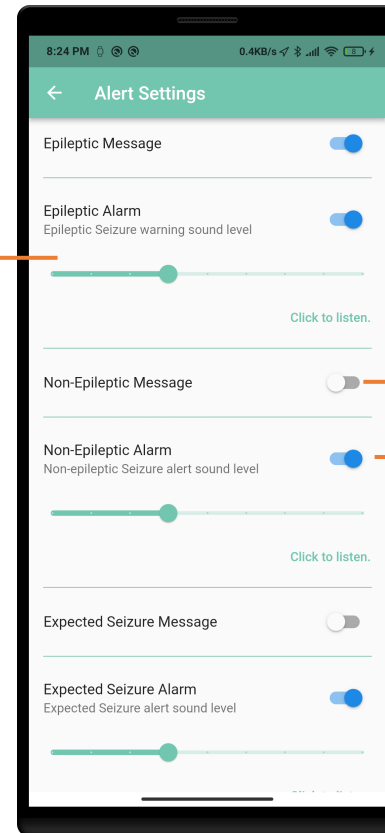 8:24 PM 0.4KB/s 8
Alert Settings
Epileptic Message
Epileptic Alarm
Epileptic Seizure warning sound level
Click to listen.
Non-Epileptic Message
Non-Epileptic Alarm
Non-epileptic Seizure alert sound level
Click to listen.
Expected Seizure Message
Expected Seizure Alarm
Expected Seizure alert sound level